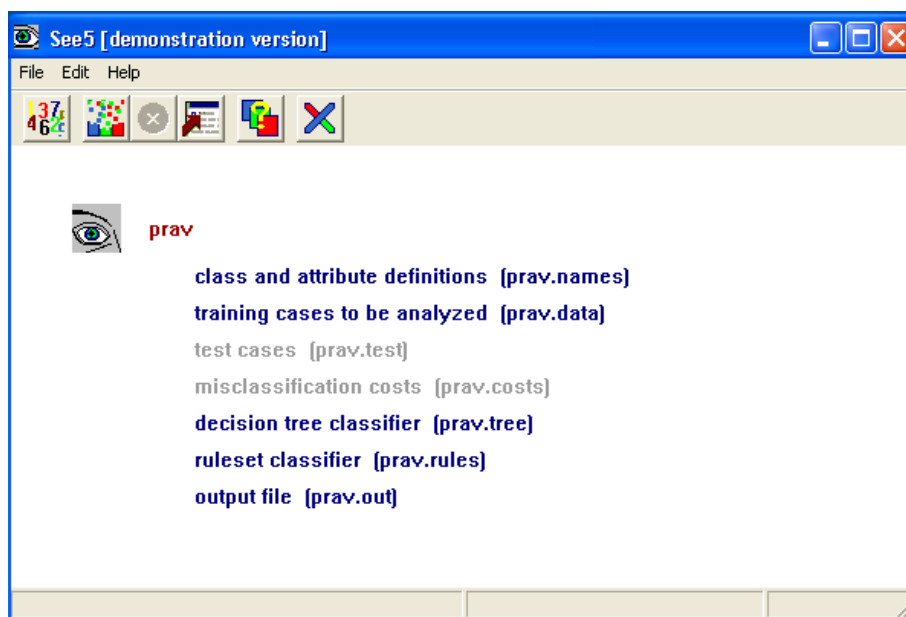 See5 [demonstration version]
File Edit Help
prav
class and attribute definitions (prav.names)
training cases to be analyzed (prav.data)
test cases (prav.test)
misclassification costs (prav.costs)
decision tree classifier (prav.tree)
ruleset classifier (prav.rules)
output file (prav.out)